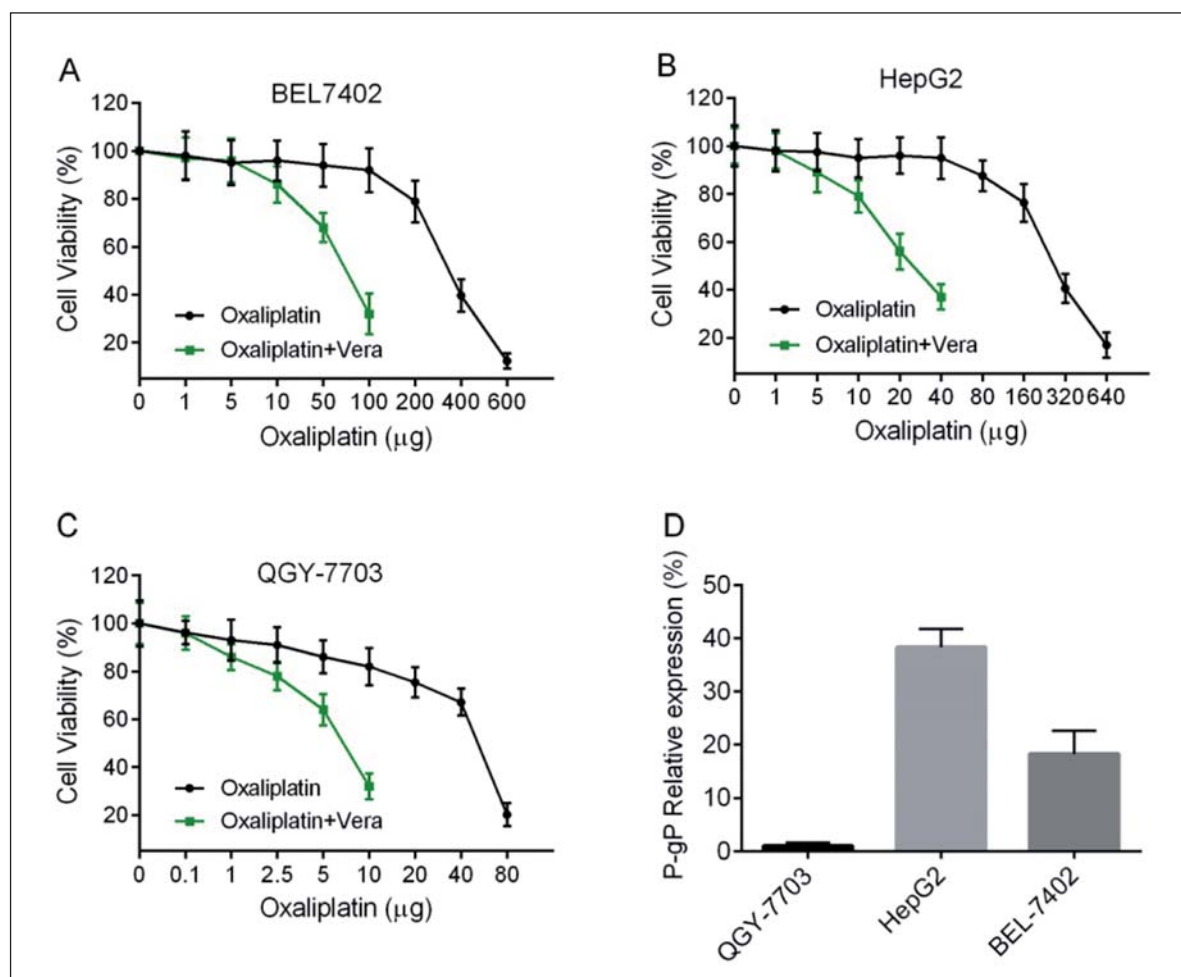 A
BEL7402
Cell Viability (%)
120
100
80
60
40
20
Oxaliplatin
Oxaliplatin+Vera
0 1 5 10 50 100 200 400 600
Oxaliplatin (μg)
B
HepG2
Cell Viability (%)
120
100
80
60
40
20
Oxaliplatin
Oxaliplatin+Vera
0 1 5 10 20 40 80 160 320 640
Oxaliplatin (μg)
C
QGY-7703
Cell Viability (%)
120
100
80
60
40
20
Oxaliplatin
Oxaliplatin+Vera
0 0.1 1 2.5 5 10 20 40 80
Oxaliplatin (μg)
D
P-gP Relative expression (%)
50
40
30
20
10
0
QGY-7703
HepG2
BEL-7402